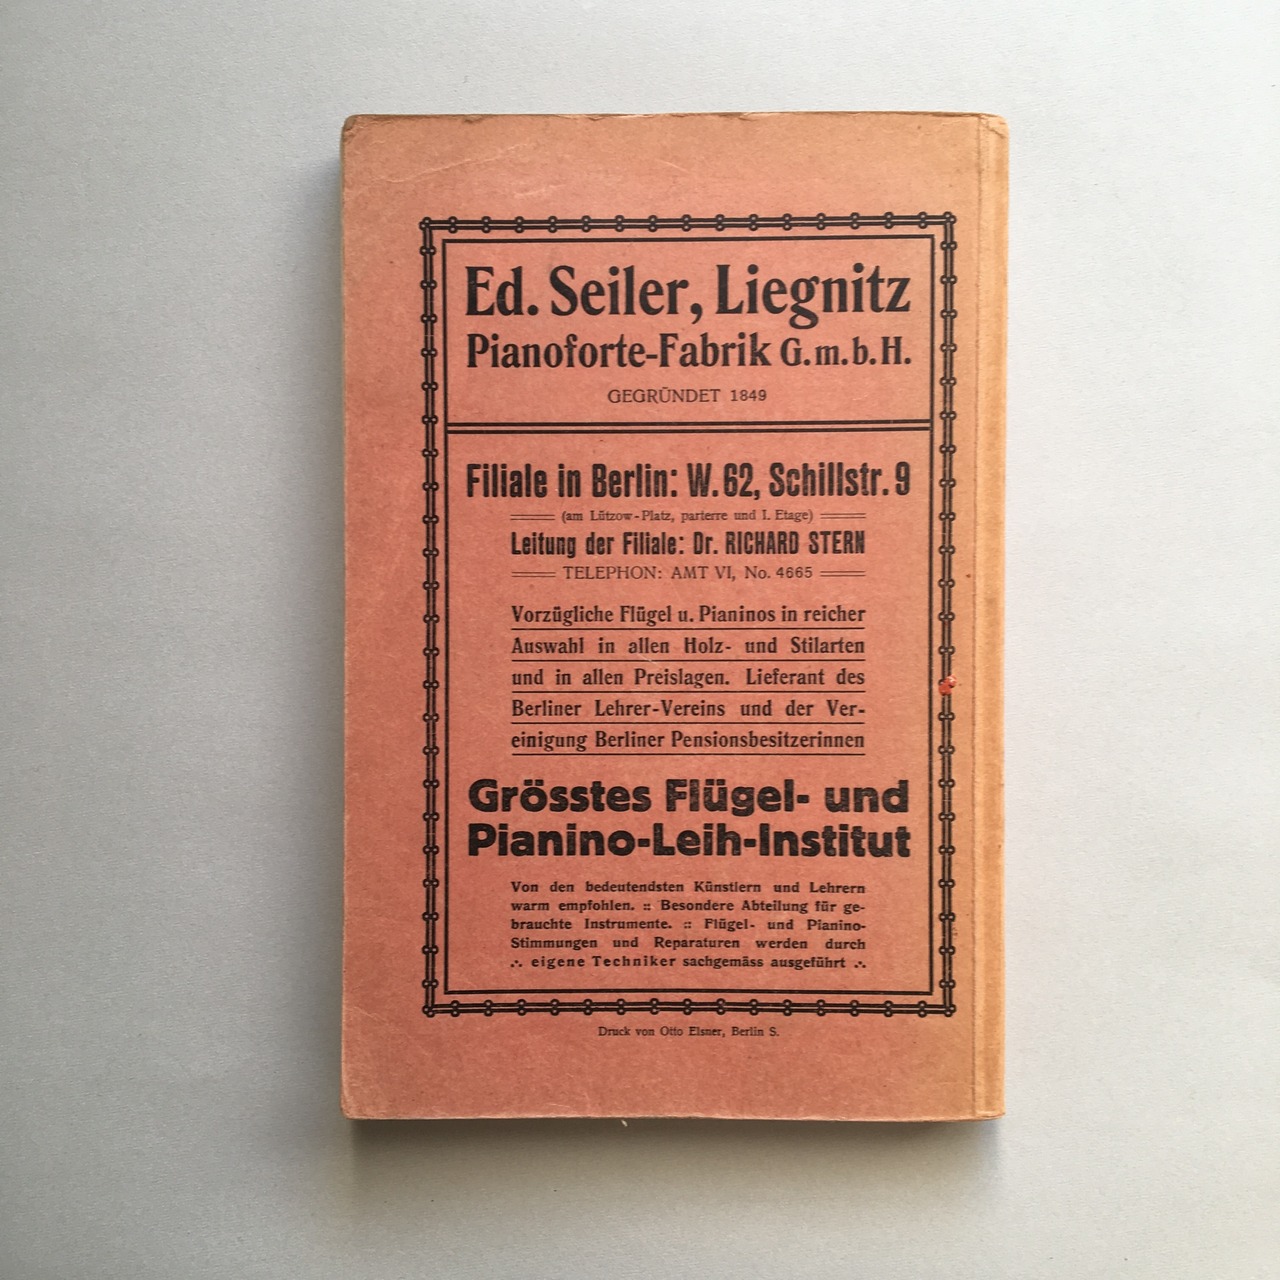 Ed. Seiler, Liegnitz
Pianoforte-Fabrik G.m.b.H.
GEGRÜNDET 1849
Filiale in Berlin: W. 62, Schillstr. 9
(am Lützow-Platz, parterre und I. Etage)
Leitung der Filiale: Dr. RICHARD STERN
TELEPHON: AMT VI, No. 4665
Vorzügliche Flügel u. Pianinos in reicher
Auswahl in allen Holz- und Stilarten
und in allen Preislagen. Lieferant des
Berliner Lehrer-Vereins und der Ver-
einigung Berliner Pensionsbesitzerinnen
Grösstes Flügel- und
Pianino-Leih-Institut
Von den bedeutendsten Künstlern und Lehrern
warm empfohlen. :: Besondere Abteilung für ge-
brauchte Instrumente. :: Flügel- und Pianino-
Stimmungen und Reparaturen werden durch
∴ eigene Techniker sachgemäss ausgeführt ∴
Druck von Otto Elsner, Berlin S.